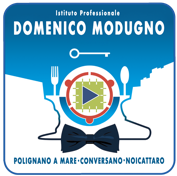 Istituto Professionale
DOMENICO MODUGNO
POLIGNANO A MARE·CONVERSANO·NOICATTARO